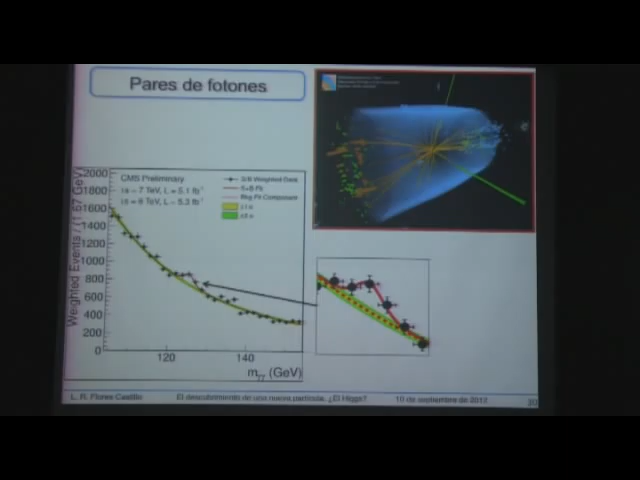 Pares de fotones
CMS Preliminary
√s = 7 TeV, L = 5.1 fb⁻¹
√s = 8 TeV, L = 5.3 fb⁻¹
S/B Weighted Data
S+B Fit
Bkg Fit Component
±1 σ
±2 σ
Weighted Events / (1.67 GeV)
2000
1800
1600
1400
1200
1000
800
600
400
200
0
120
140
mγγ (GeV)
L. R. Flores Castillo
El descubrimiento de una nueva partícula, ¿El Higgs?
10 de septiembre de 2012